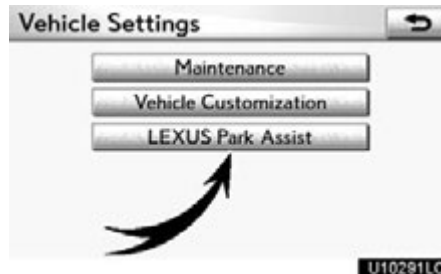 Vehicle Settings
Maintenance
Vehicle Customization
LEXUS Park Assist
U10291LC